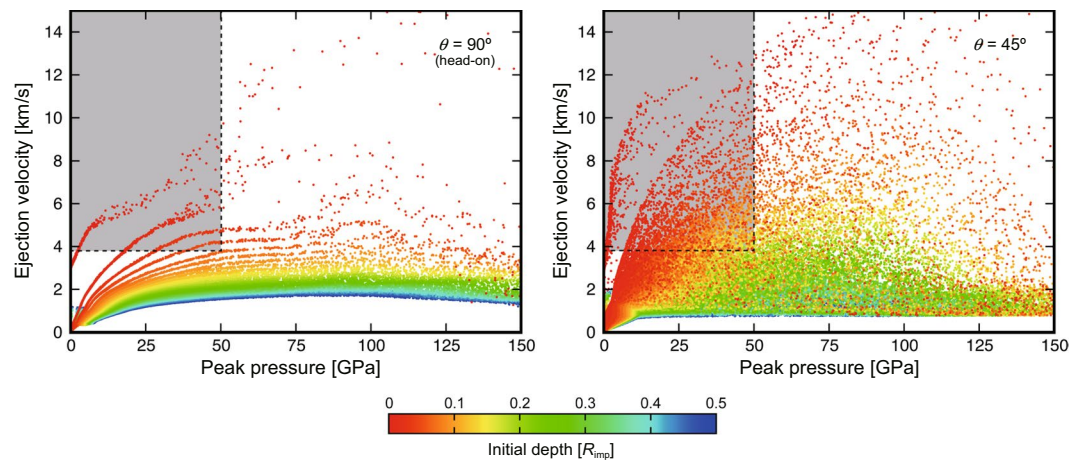 14
12
10
8
6
4
2
0
Ejection velocity [km/s]
θ = 90º
(head-on)
0 25 50 75 100 125 150
Peak pressure [GPa]
14
12
10
8
6
4
2
0
Ejection velocity [km/s]
θ = 45º
0 25 50 75 100 125 150
Peak pressure [GPa]
0 0.1 0.2 0.3 0.4 0.5
Initial depth [Rimp]